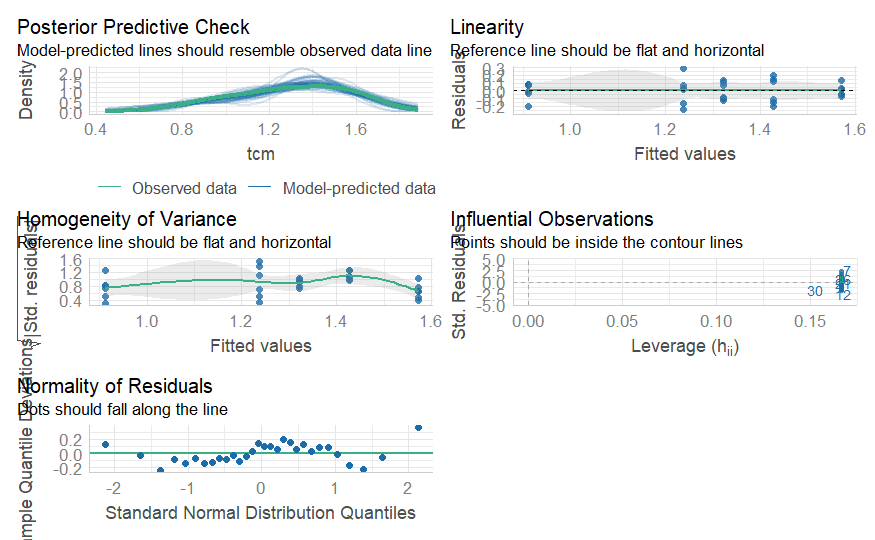 Posterior Predictive Check
Model-predicted lines should resemble observed data line
Density
2.0
1.5
1.0
0.5
0.0
0.4 0.8 1.2 1.6
tcm
Observed data Model-predicted data
Linearity
Reference line should be flat and horizontal
Residuals
0.3
0.0
-0.2
1.0 1.2 1.4 1.6
Fitted values
Homogeneity of Variance
Reference line should be flat and horizontal
|Std. residuals|
1.6
1.2
0.8
0.4
1.0 1.2 1.4 1.6
Fitted values
Influential Observations
Points should be inside the contour lines
Std. Residuals
5.0
2.5
0.0
-2.5
-5.0
7
30
12
0.00 0.05 0.10 0.15
Leverage (hii)
Normality of Residuals
Dots should fall along the line
mple Quantile Deviations
0.2
0.0
-0.2
-2 -1 0 1 2
Standard Normal Distribution Quantiles